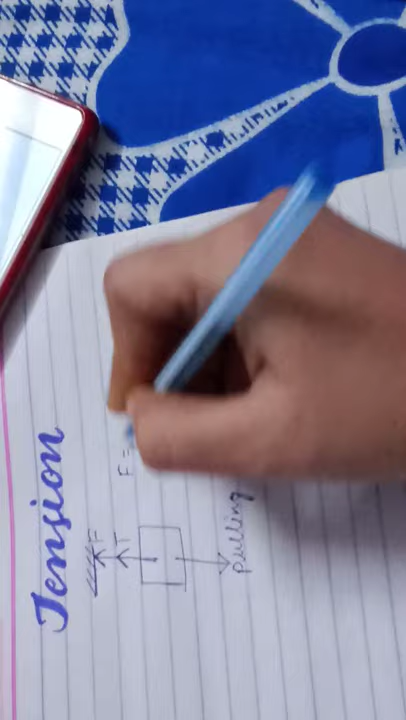 Tension
F
T
F =
pulling